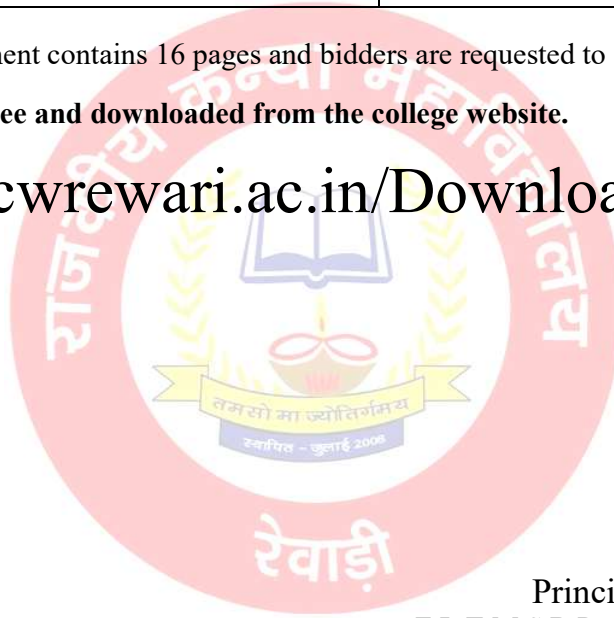 ment contains 16 pages and bidders are requested to
ee and downloaded from the college website.
cwrewari.ac.in/Downloa
राजकीय कन्या महाविद्यालय
तमसो मा ज्योतिर्गमय
स्थापित – जुलाई 2006
रेवाड़ी
Princi